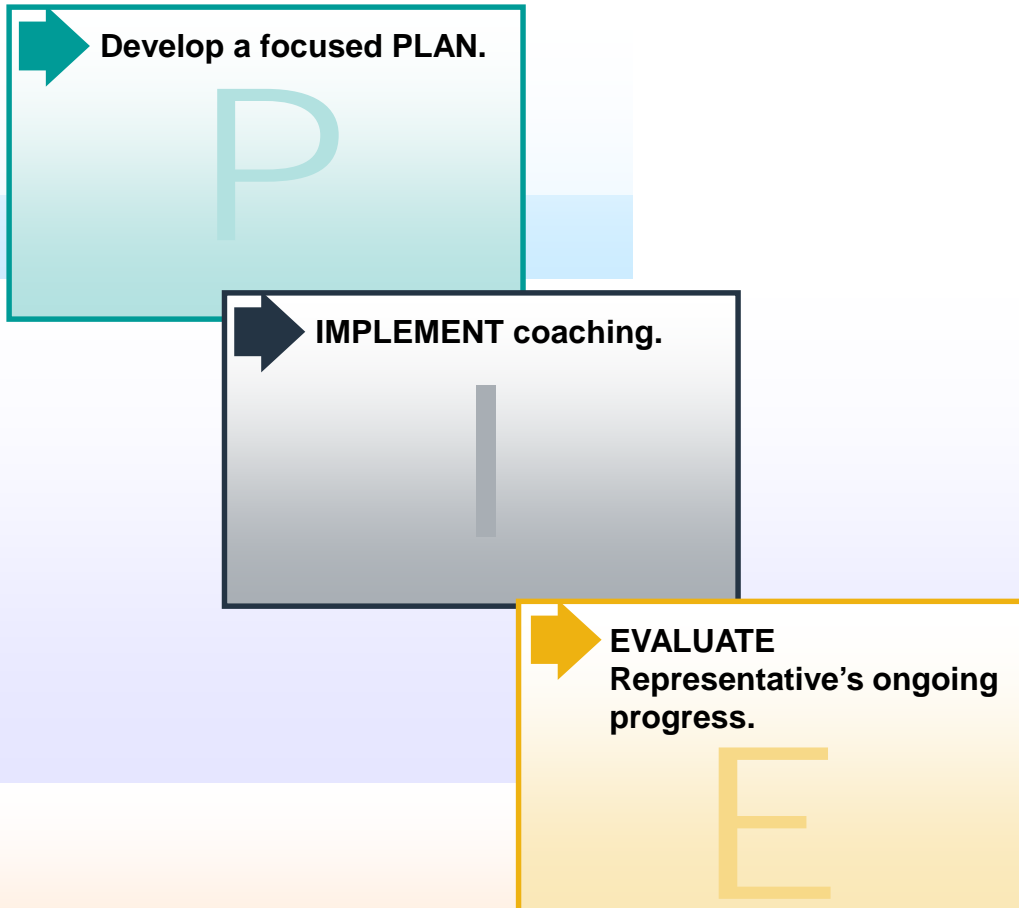 Develop a focused PLAN.
P
IMPLEMENT coaching.
I
EVALUATE
Representative’s ongoing
progress.
E